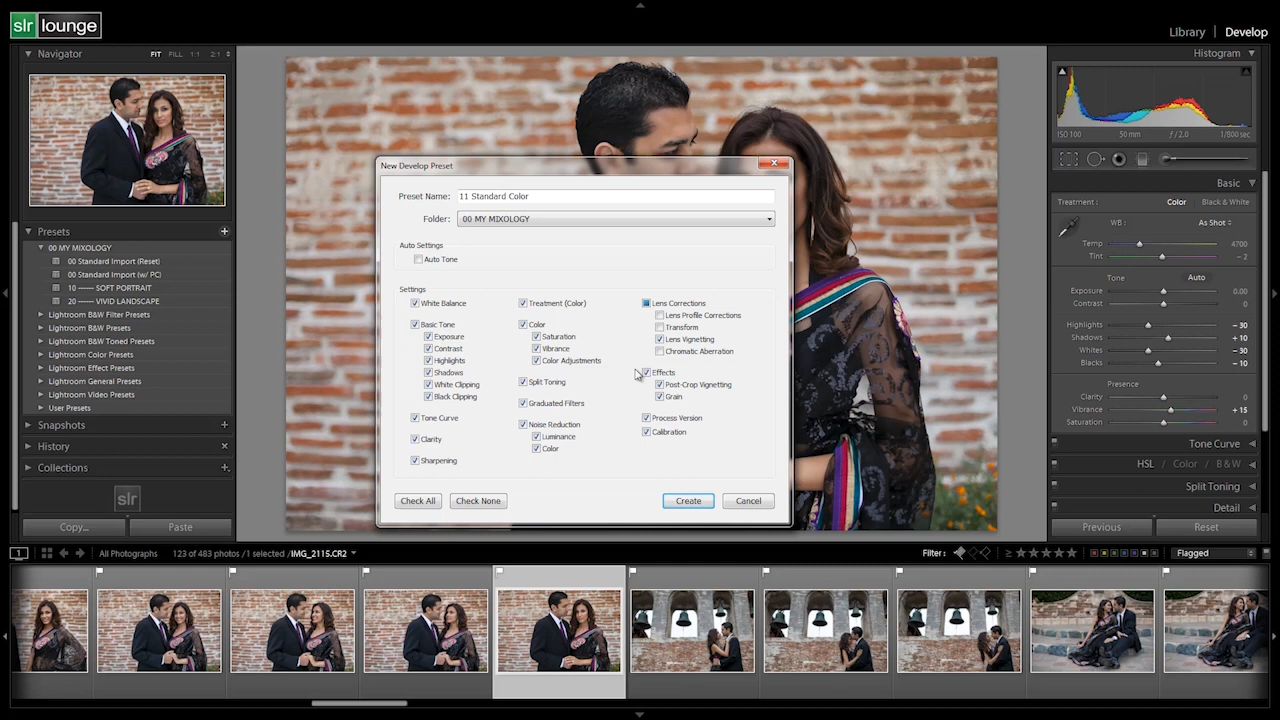 slr lounge
Library | Develop
Navigator FIT FILL 1:1 2:1
Histogram
ISO 100 50 mm ƒ / 2.0 1/800 sec
New Develop Preset
Preset Name: 11 Standard Color
Folder: 00 MY MIXOLOGY
Auto Settings
Auto Tone
Settings
White Balance
Basic Tone
Exposure
Contrast
Highlights
Shadows
White Clipping
Black Clipping
Tone Curve
Clarity
Sharpening
Treatment (Color)
Color
Saturation
Vibrance
Color Adjustments
Split Toning
Graduated Filters
Noise Reduction
Luminance
Color
Lens Corrections
Lens Profile Corrections
Transform
Lens Vignetting
Chromatic Aberration
Effects
Post-Crop Vignetting
Grain
Process Version
Calibration
Check All Check None Create Cancel
Presets
00 MY MIXOLOGY
00 Standard Import (Reset)
00 Standard Import (w/ PC)
10 ------- SOFT PORTRAIT
20 ------- VIVID LANDSCAPE
Lightroom B&W Filter Presets
Lightroom B&W Presets
Lightroom B&W Toned Presets
Lightroom Color Presets
Lightroom Effect Presets
Lightroom General Presets
Lightroom Video Presets
User Presets
Snapshots
History
Collections
slr
Copy... Paste
Basic
Treatment : Color Black & White
WB : As Shot
Temp 4700
Tint - 2
Tone Auto
Exposure 0.00
Contrast 0
Highlights - 30
Shadows + 10
Whites - 30
Blacks - 10
Presence
Clarity 0
Vibrance + 15
Saturation 0
Tone Curve
HSL / Color / B & W
Split Toning
Detail
Previous Reset
1 All Photographs 123 of 483 photos / 1 selected / IMG_2115.CR2 Filter : Flagged